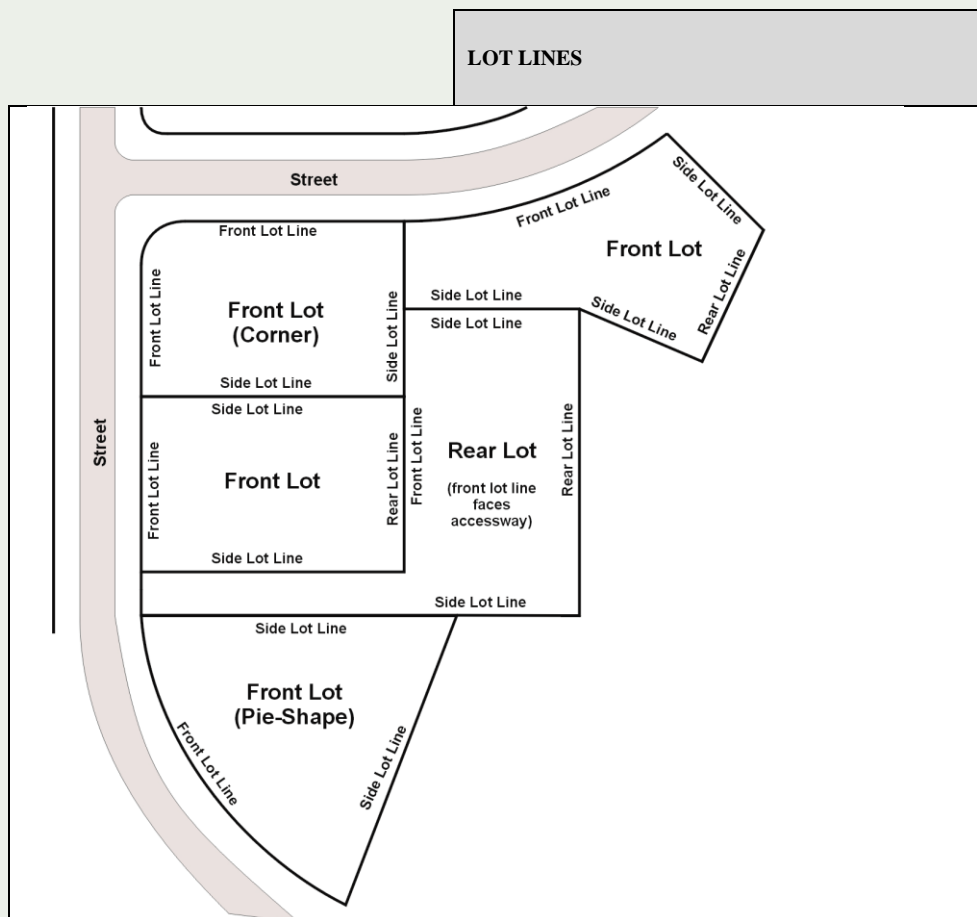 LOT LINES
Street
Side Lot Line
Front Lot Line
Front Lot Line
Front Lot
Rear Lot Line
Side Lot Line
Side Lot Line
Front Lot Line
Front Lot
(Corner)
Side Lot Line
Side Lot Line
Side Lot Line
Street
Side Lot Line
Front Lot Line
Front Lot
Rear Lot Line
Side Lot Line
Front Lot Line
Rear Lot
(front lot line
faces
accessway)
Rear Lot Line
Side Lot Line
Side Lot Line
Front Lot
(Pie-Shape)
Front Lot Line
Side Lot Line